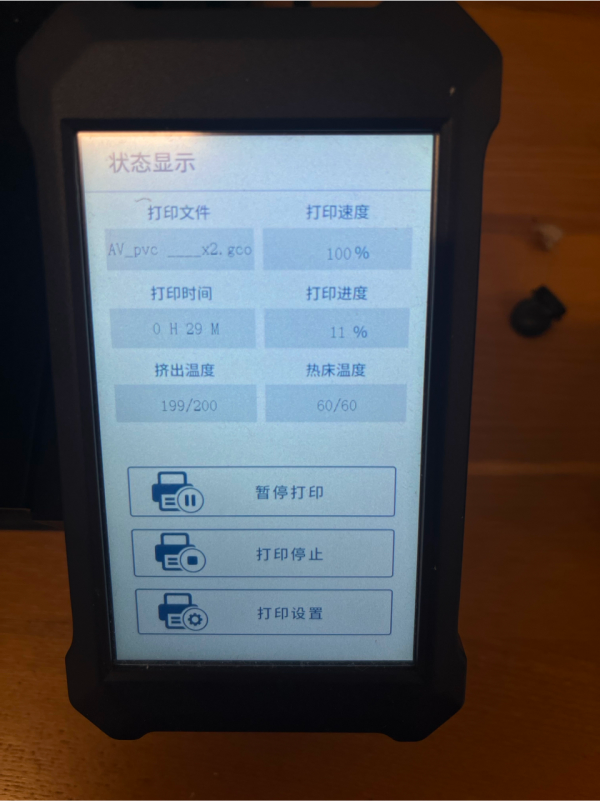 状态显示
打印文件 打印速度
AV_pvc ____x2.gco 100%
打印时间 打印进度
0 H 29 M 11 %
挤出温度 热床温度
199/200 60/60
暂停打印
打印停止
打印设置